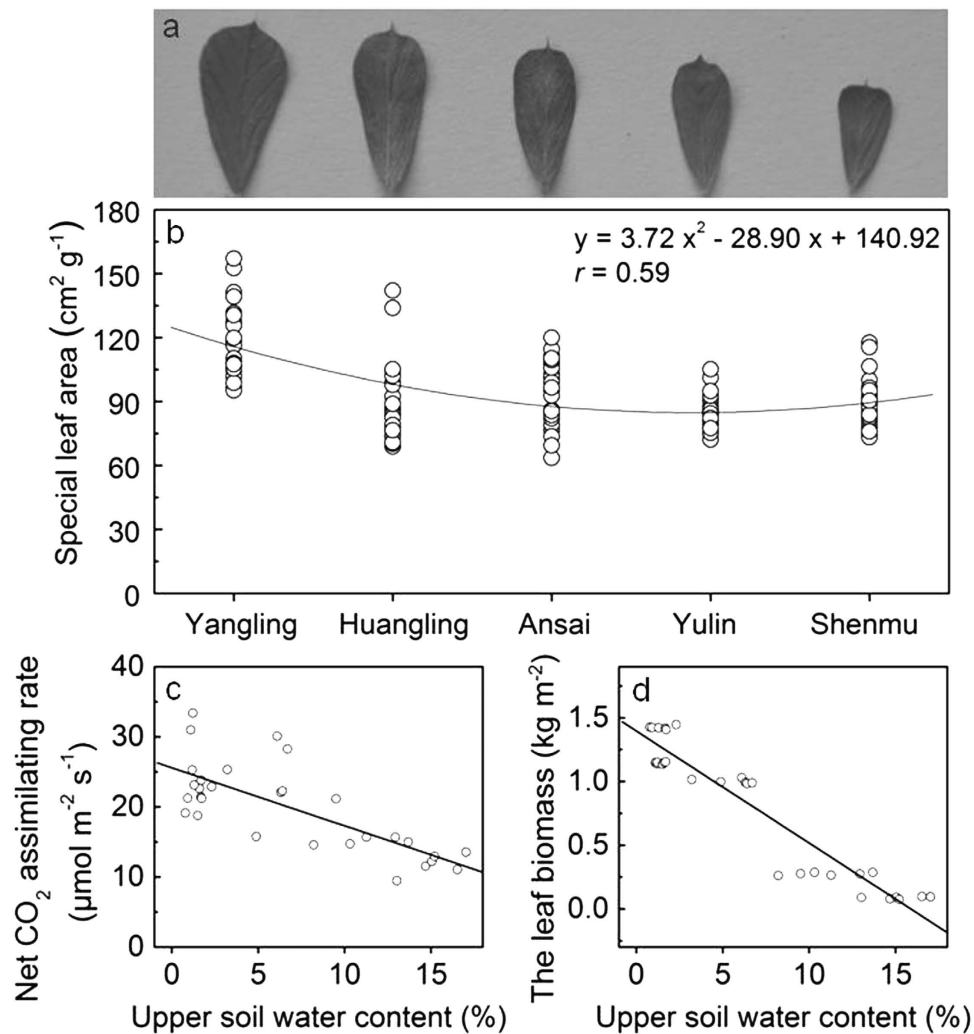 a
180
150
120
90
60
30
0
Special leaf area (cm² g⁻¹)
b
y = 3.72 x² - 28.90 x + 140.92
r = 0.59
Yangling Huangling Ansai Yulin Shenmu
c
40
30
20
10
0
Net CO₂ assimilating rate
(μmol m⁻² s⁻¹)
0 5 10 15
Upper soil water content (%)
d
1.5
1.0
0.5
0.0
The leaf biomass (kg m⁻²)
0 5 10 15
Upper soil water content (%)